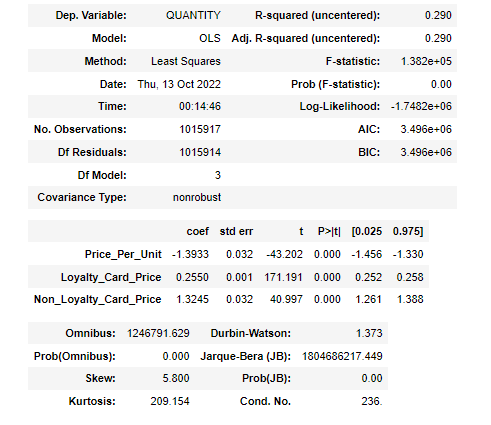 Dep. Variable: QUANTITY R-squared (uncentered): 0.290
Model: OLS Adj. R-squared (uncentered): 0.290
Method: Least Squares F-statistic: 1.382e+05
Date: Thu, 13 Oct 2022 Prob (F-statistic): 0.00
Time: 00:14:46 Log-Likelihood: -1.7482e+06
No. Observations: 1015917 AIC: 3.496e+06
Df Residuals: 1015914 BIC: 3.496e+06
Df Model: 3
Covariance Type: nonrobust
coef std err t P>|t| [0.025 0.975]
Price_Per_Unit -1.3933 0.032 -43.202 0.000 -1.456 -1.330
Loyalty_Card_Price 0.2550 0.001 171.191 0.000 0.252 0.258
Non_Loyalty_Card_Price 1.3245 0.032 40.997 0.000 1.261 1.388
Omnibus: 1246791.629 Durbin-Watson: 1.373
Prob(Omnibus): 0.000 Jarque-Bera (JB): 1804686217.449
Skew: 5.800 Prob(JB): 0.00
Kurtosis: 209.154 Cond. No. 236.